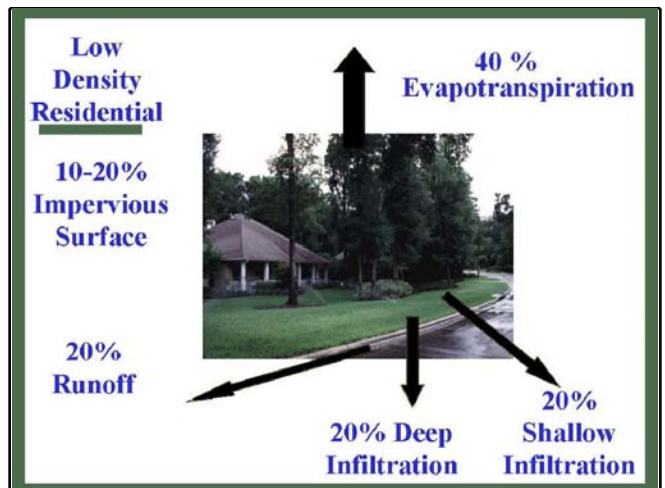 Low
Density
Residential
10-20%
Impervious
Surface
40 %
Evapotranspiration
20%
Runoff
20% Deep
Infiltration
20%
Shallow
Infiltration